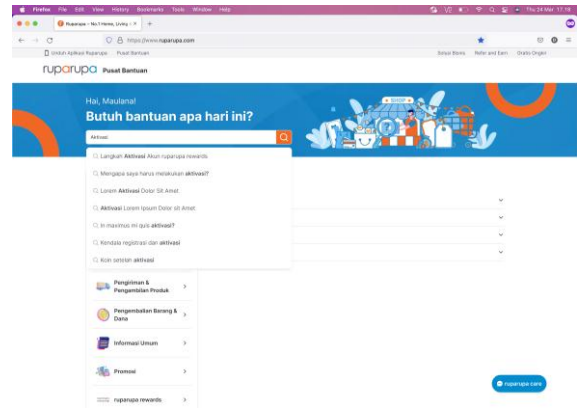 Firefox File Edit View History Bookmarks Tools Window Help
Thu 24 Mar 17.19
Ruparupa - No.1 Home, Living
https://www.ruparupa.com
Unduh Aplikasi Ruparupa Pusat Bantuan
Solusi Bisnis Refer and Earn Gratis Ongkir
ruparupa Pusat Bantuan
Hai, Maulana!
Butuh bantuan apa hari ini?
SHOP
Aktivasi
Langkah Aktivasi Akun ruparupa rewards
Mengapa saya harus melakukan aktivasi?
Lorem Aktivasi Dolor Sit Amet
Aktivasi Lorem Ipsum Dolor sit Amet
In maximus mi quis aktivasi?
Kendala registrasi dan aktivasi
Koin setelah aktivasi
Pengiriman &
Pengambilan Produk
Pengembalian Barang &
Dana
Informasi Umum
Promosi
ruparupa rewards
ruparupa care